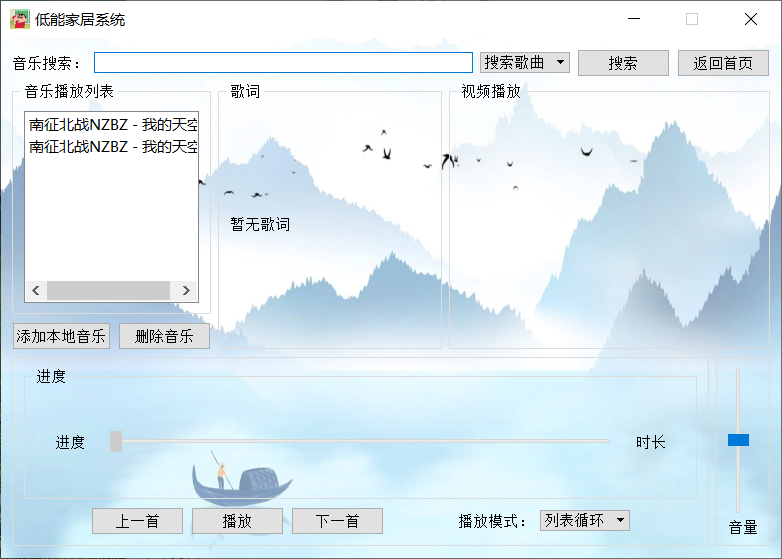 低能家居系统
音乐搜索：
搜索歌曲
搜索
返回首页
音乐播放列表
歌词
视频播放
南征北战NZBZ - 我的天空
南征北战NZBZ - 我的天空
暂无歌词
添加本地音乐
删除音乐
进度
进度
时长
上一首
播放
下一首
播放模式：
列表循环
音量